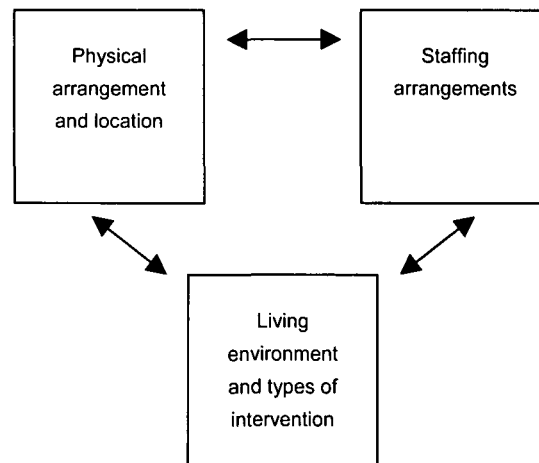 Physical
arrangement
and location
Staffing
arrangements
Living
environment
and types of
intervention